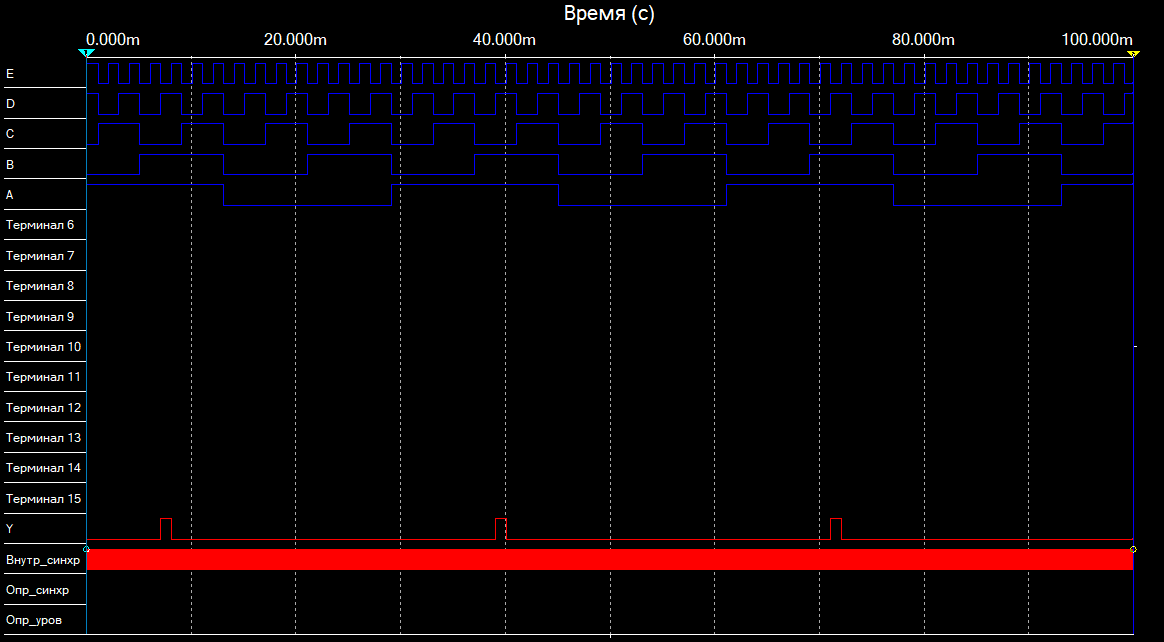 Время (с)
0.000m 20.000m 40.000m 60.000m 80.000m 100.000m
E
D
C
B
A
Терминал 6
Терминал 7
Терминал 8
Терминал 9
Терминал 10
Терминал 11
Терминал 12
Терминал 13
Терминал 14
Терминал 15
Y
Внутр_синхр
Опр_синхр
Опр_уров